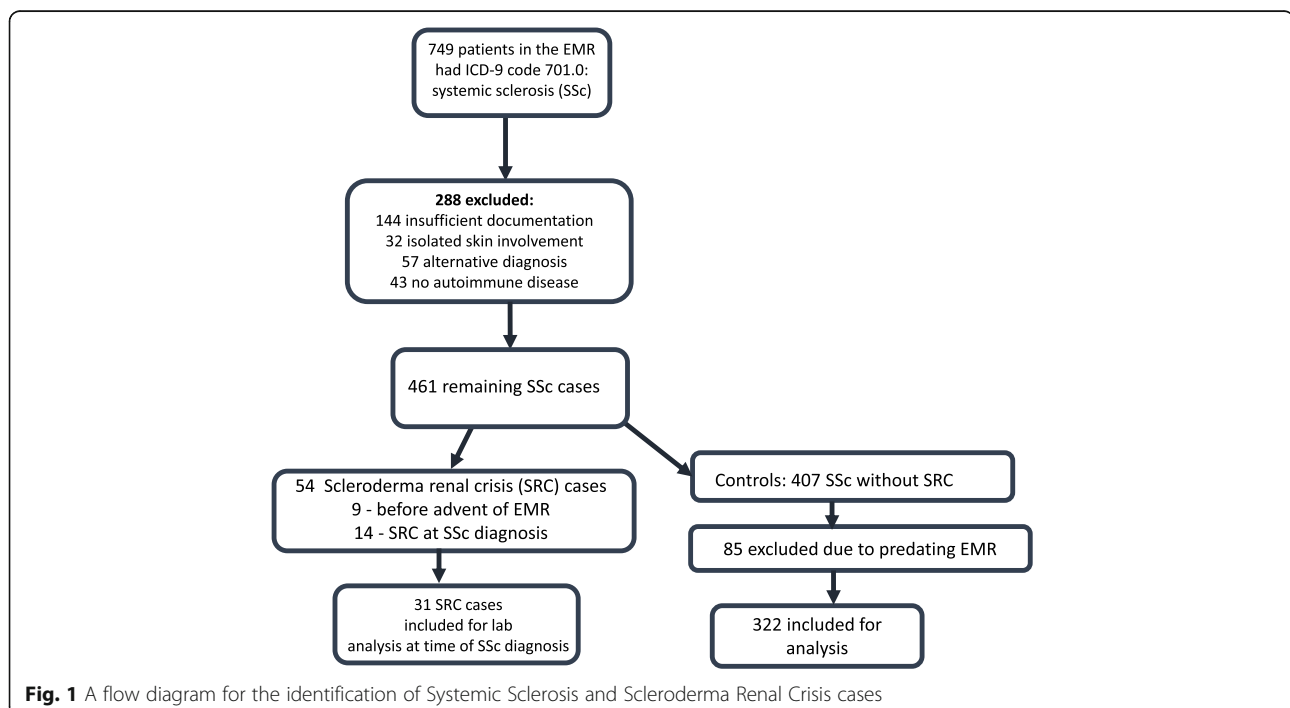 749 patients in the EMR
had ICD-9 code 701.0:
systemic sclerosis (SSc)
288 excluded:
144 insufficient documentation
32 isolated skin involvement
57 alternative diagnosis
43 no autoimmune disease
461 remaining SSc cases
54 Scleroderma renal crisis (SRC) cases
9 - before advent of EMR
14 - SRC at SSc diagnosis
Controls: 407 SSc without SRC
85 excluded due to predating EMR
31 SRC cases
included for lab
analysis at time of SSc diagnosis
322 included for
analysis
Fig. 1 A flow diagram for the identification of Systemic Sclerosis and Scleroderma Renal Crisis cases